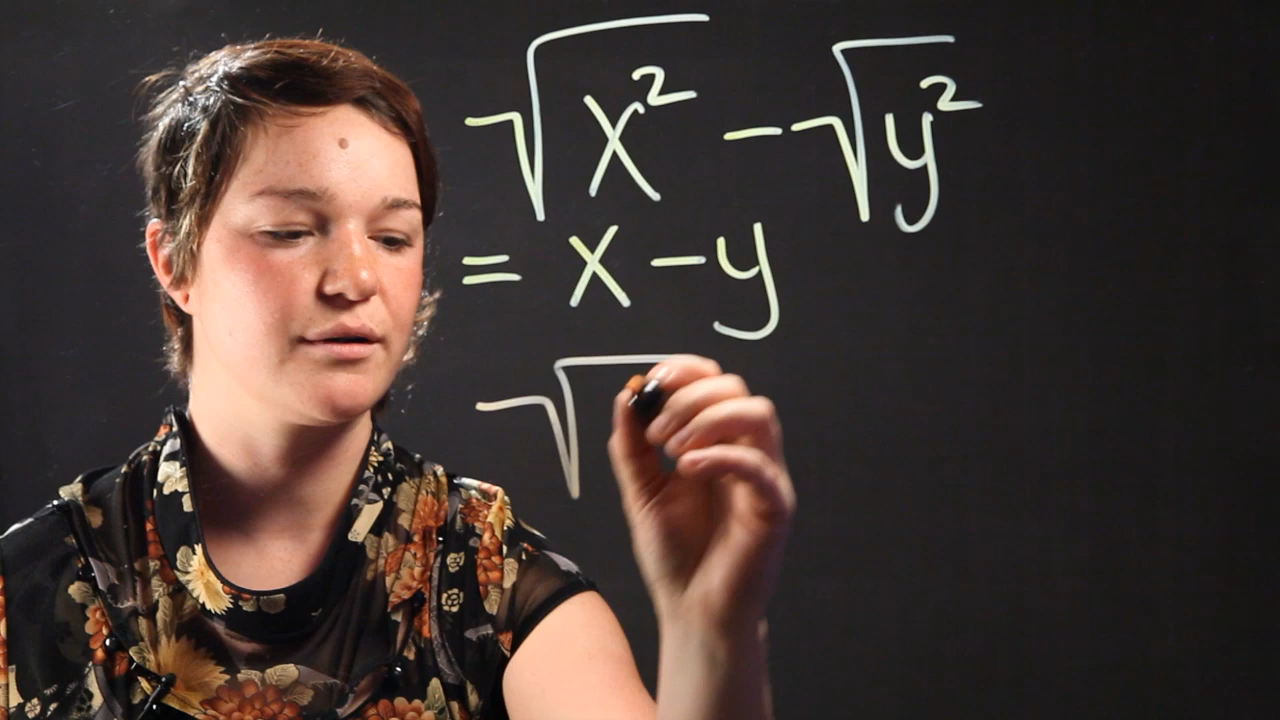 √x² - √y²
= x - y
√